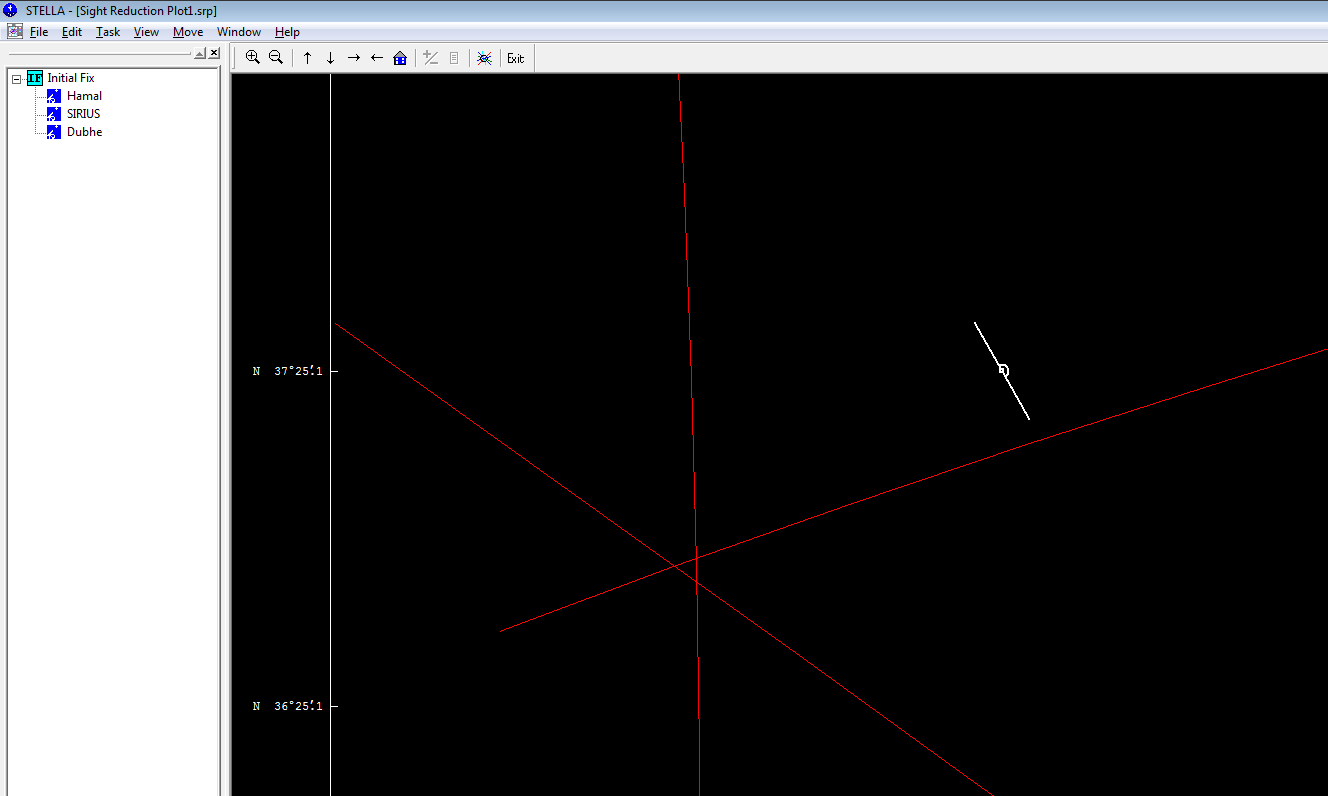 STELLA - [Sight Reduction Plot1.srp]
File Edit Task View Move Window Help
Exit
IF Initial Fix
Hamal
SIRIUS
Dubhe
N 37°25.'1
N 36°25.'1